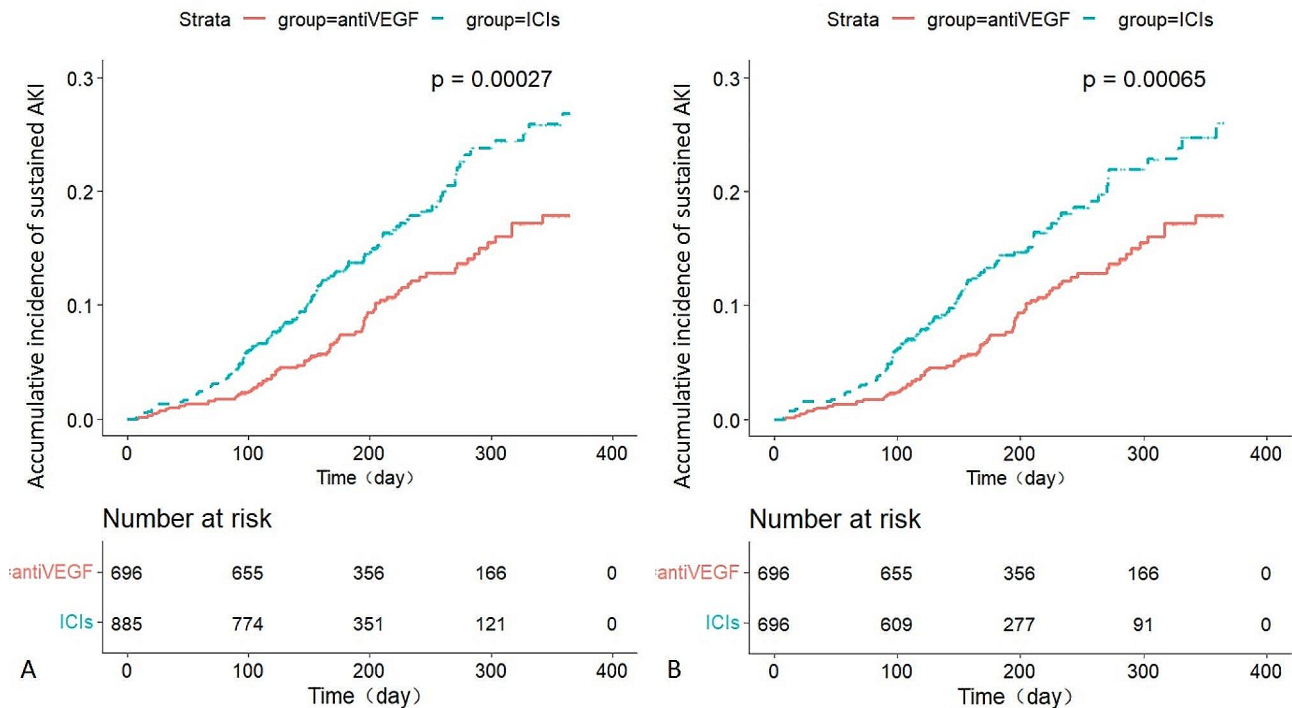 Strata group=antiVEGF group=ICIs
Accumulative incidence of sustained AKI
0.3
0.2
0.1
0.0
p = 0.00027
0 100 200 300 400
Time（day）
Number at risk
=antiVEGF 696 655 356 166 0
ICIs 885 774 351 121 0
0 100 200 300 400
Time（day）
A
Strata group=antiVEGF group=ICIs
Accumulative incidence of sustained AKI
0.3
0.2
0.1
0.0
p = 0.00065
0 100 200 300 400
Time（day）
Number at risk
=antiVEGF 696 655 356 166 0
ICIs 696 609 277 91 0
0 100 200 300 400
Time（day）
B